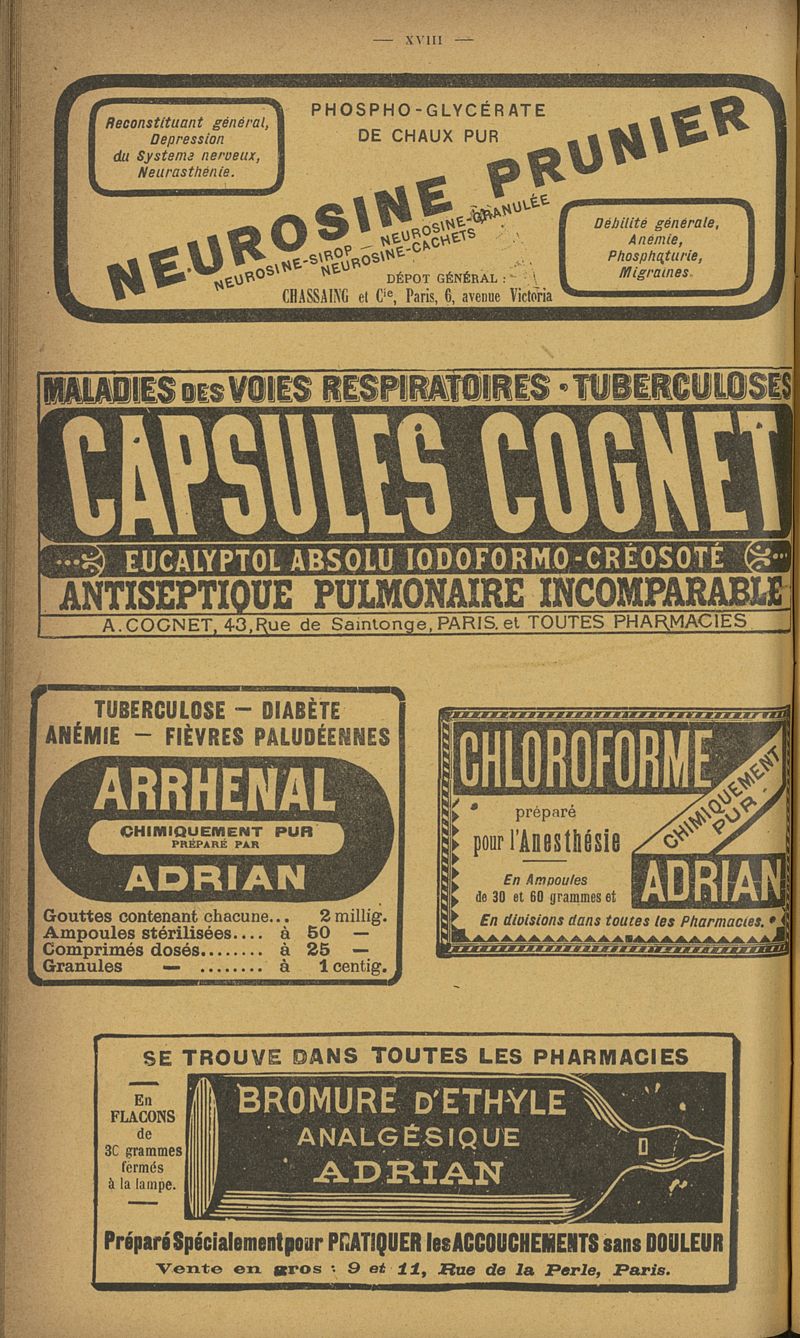 — XVIII —
Reconstituant général,
Depression
du Systeme nerveux,
Neurasthénie.
PHOSPHO-GLYCÉRATE
DE CHAUX PUR
NEUROSINE PRUNIER
NEUROSINE-SIROP — NEUROSINE-GRANULÉE
NEUROSINE-CACHETS
Débilité générale,
Anémie,
Phosphaturie,
Migraines.
DÉPOT GÉNÉRAL :
CHASSAING et Cie, Paris, 6, avenue Victoria
MALADIES DES VOIES RESPIRATOIRES · TUBERCULOSES
CAPSULES COGNET
EUCALYPTOL ABSOLU IODOFORMO-CRÉOSOTÉ
ANTISEPTIQUE PULMONAIRE INCOMPARABLE
A. COGNET, 43, Rue de Saintonge, PARIS. et TOUTES PHARMACIES
TUBERCULOSE — DIABÈTE
ANÉMIE — FIÈVRES PALUDÉENNES
ARRHENAL
CHIMIQUEMENT PUR
PRÉPARÉ PAR
ADRIAN
Gouttes contenant chacune... 2 millig.
Ampoules stérilisées.... à 50 —
Comprimés dosés........ à 25 —
Granules — ........ à 1 centig.
CHLOROFORME
CHIMIQUEMENT
PUR
préparé
pour l'Anesthésie
En Ampoules
de 30 et 60 grammes et
ADRIAN
En divisions dans toutes les Pharmacies.
SE TROUVE DANS TOUTES LES PHARMACIES
En
FLACONS
de
30 grammes
fermés
à la lampe.
BROMURE D'ETHYLE
ANALGÉSIQUE
ADRIAN
Préparé Spécialement pour PRATIQUER les ACCOUCHEMENTS sans DOULEUR
Vente en gros : 9 et 11, Rue de la Perle, Paris.